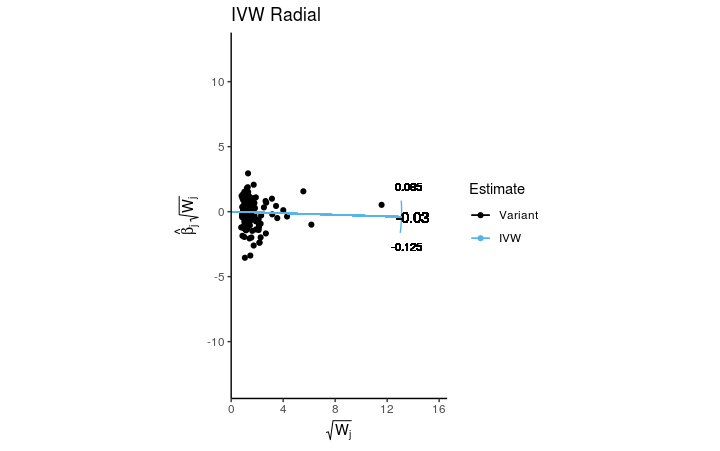 IVW Radial
10
5
0
-5
-10
β̂j√Wj
0.065
-0.03
-0.125
Estimate
Variant
IVW
0
4
8
12
16
√Wj